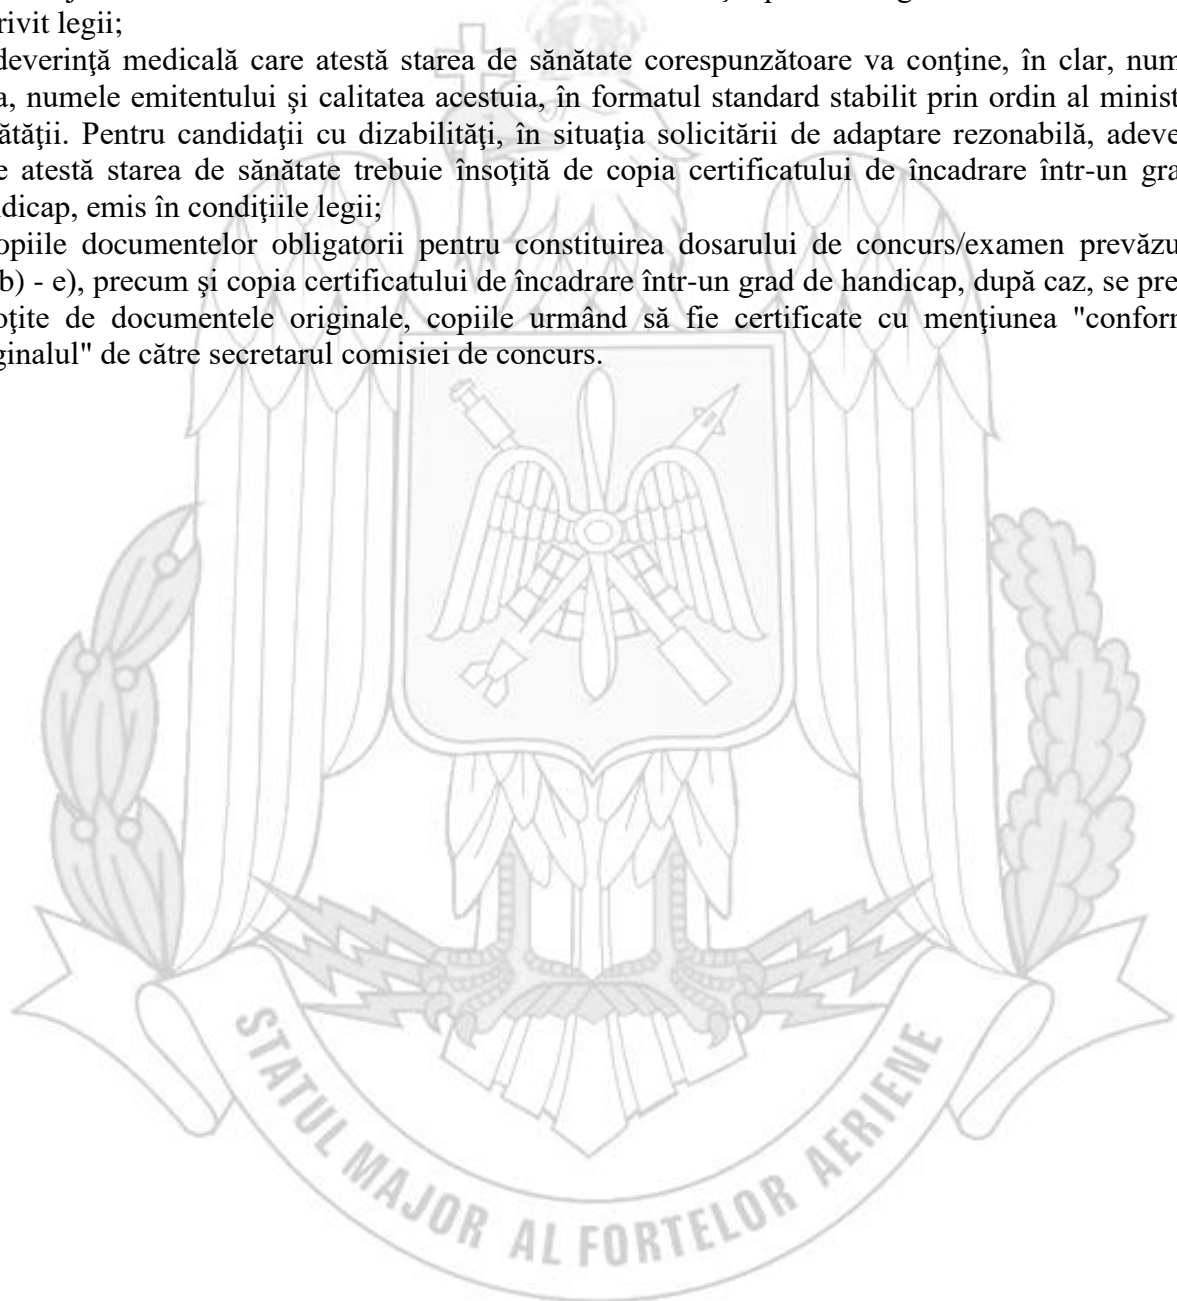 rivit legii;
deverinţă medicală care atestă starea de sănătate corespunzătoare va conţine, în clar, num
a, numele emitentului şi calitatea acestuia, în formatul standard stabilit prin ordin al minist
ătăţii. Pentru candidaţii cu dizabilităţi, în situaţia solicitării de adaptare rezonabilă, adeve
e atestă starea de sănătate trebuie însoţită de copia certificatului de încadrare într-un gra
dicap, emis în condiţiile legii;
opiile documentelor obligatorii pentru constituirea dosarului de concurs/examen prevăzu
b) - e), precum şi copia certificatului de încadrare într-un grad de handicap, după caz, se pre
oţite de documentele originale, copiile urmând să fie certificate cu menţiunea "conforr
ginalul" de către secretarul comisiei de concurs.
STATUL MAJOR AL FORTELOR AERIENE